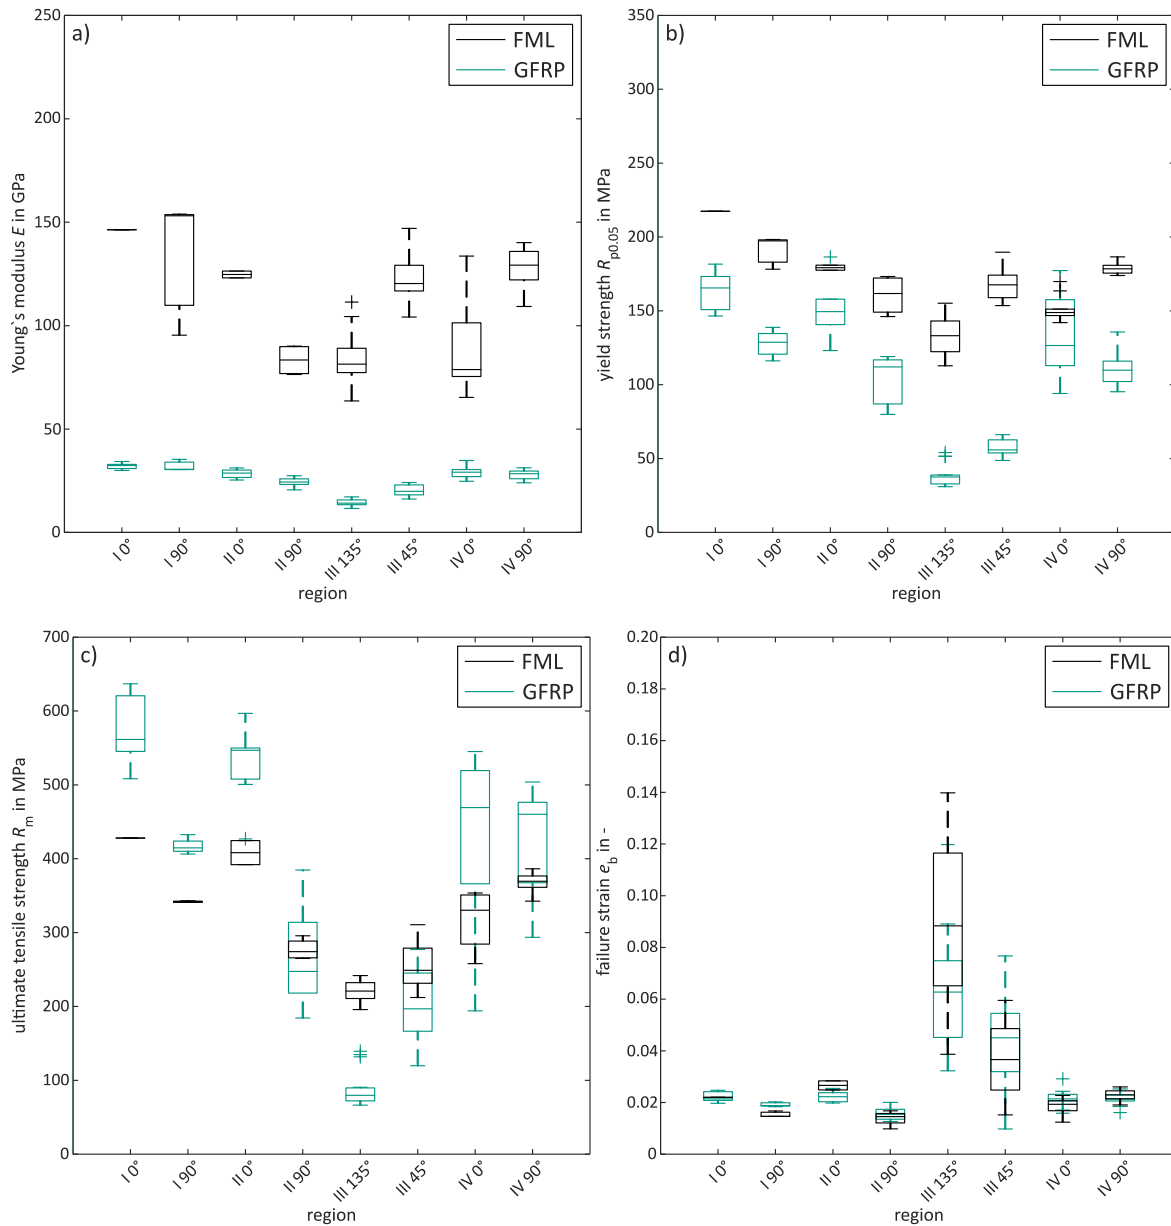 a)
FML
GFRP
250
200
150
100
50
0
Young`s modulus E in GPa
I 0°
I 90°
II 0°
II 90°
III 135°
III 45°
IV 0°
IV 90°
region
b)
FML
GFRP
350
300
250
200
150
100
50
0
yield strength Rp0.05 in MPa
I 0°
I 90°
II 0°
II 90°
III 135°
III 45°
IV 0°
IV 90°
region
c)
FML
GFRP
700
600
500
400
300
200
100
0
ultimate tensile strength Rm in MPa
I 0°
I 90°
II 0°
II 90°
III 135°
III 45°
IV 0°
IV 90°
region
d)
FML
GFRP
0.20
0.18
0.16
0.14
0.12
0.10
0.08
0.06
0.04
0.02
0
failure strain eb in -
I 0°
I 90°
II 0°
II 90°
III 135°
III 45°
IV 0°
IV 90°
region